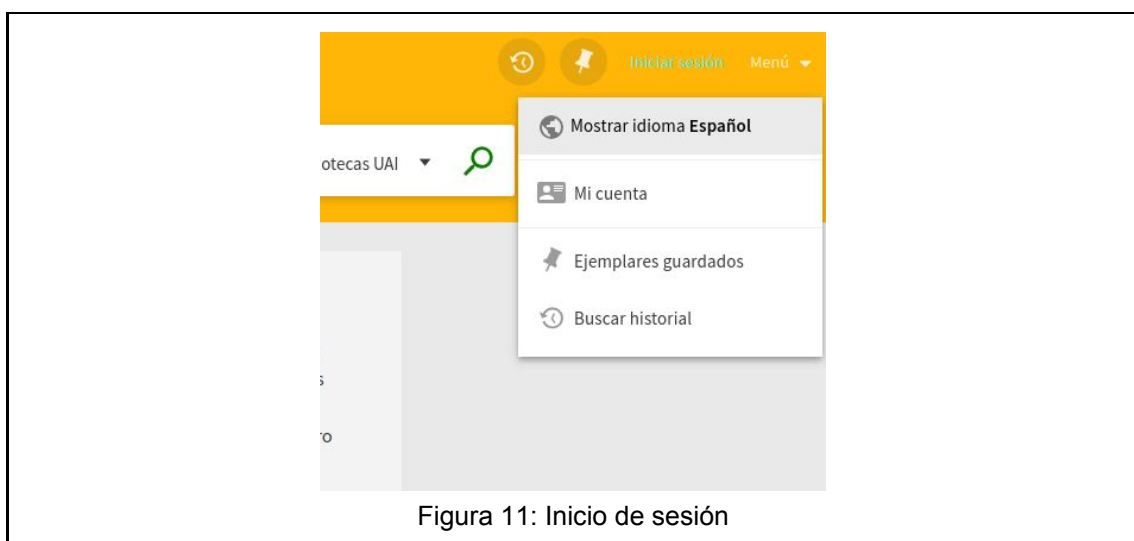 Iniciar sesión Menú
Mostrar idioma Español
otecas UAI
Mi cuenta
Ejemplares guardados
Buscar historial
s
ro
Figura 11: Inicio de sesión